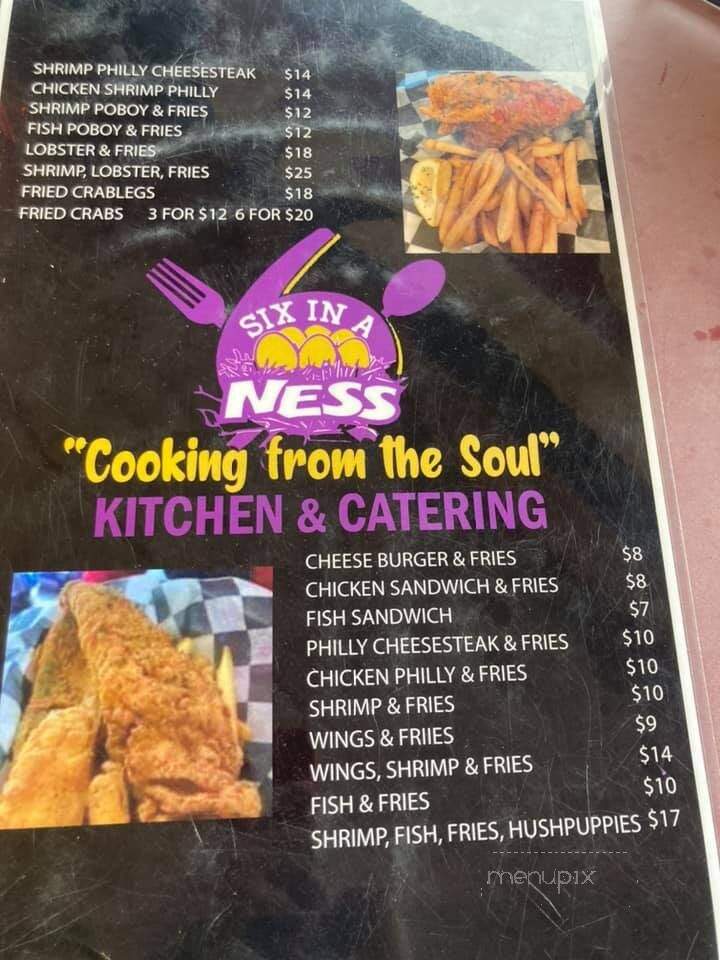 SHRIMP PHILLY CHEESESTEAK $14
CHICKEN SHRIMP PHILLY $14
SHRIMP POBOY & FRIES $12
FISH POBOY & FRIES $12
LOBSTER & FRIES $18
SHRIMP, LOBSTER, FRIES $25
FRIED CRABLEGS $18
FRIED CRABS 3 FOR $12 6 FOR $20
SIX IN A
NESS
"Cooking from the Soul"
KITCHEN & CATERING
CHEESE BURGER & FRIES $8
CHICKEN SANDWICH & FRIES $8
FISH SANDWICH $7
PHILLY CHEESESTEAK & FRIES $10
CHICKEN PHILLY & FRIES $10
SHRIMP & FRIES $10
WINGS & FRIIES $9
WINGS, SHRIMP & FRIES $14
FISH & FRIES $10
SHRIMP, FISH, FRIES, HUSHPUPPIES $17
menupix